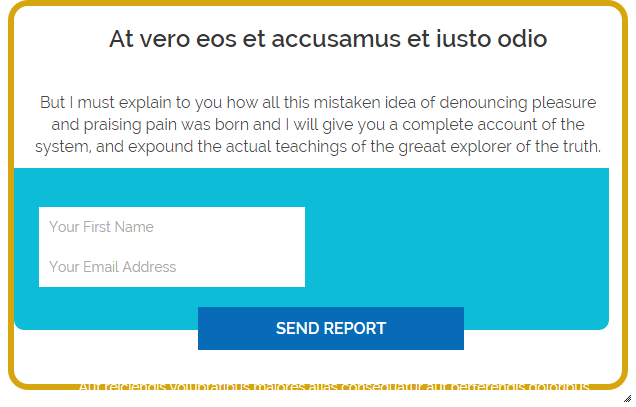 At vero eos et accusamus et iusto odio
But I must explain to you how all this mistaken idea of denouncing pleasure
and praising pain was born and I will give you a complete account of the
system, and expound the actual teachings of the greaat explorer of the truth.
Your First Name
Your Email Address
SEND REPORT
Aut reiciendis voluptatibus maiores alias consequatur aut perferendis doloribus